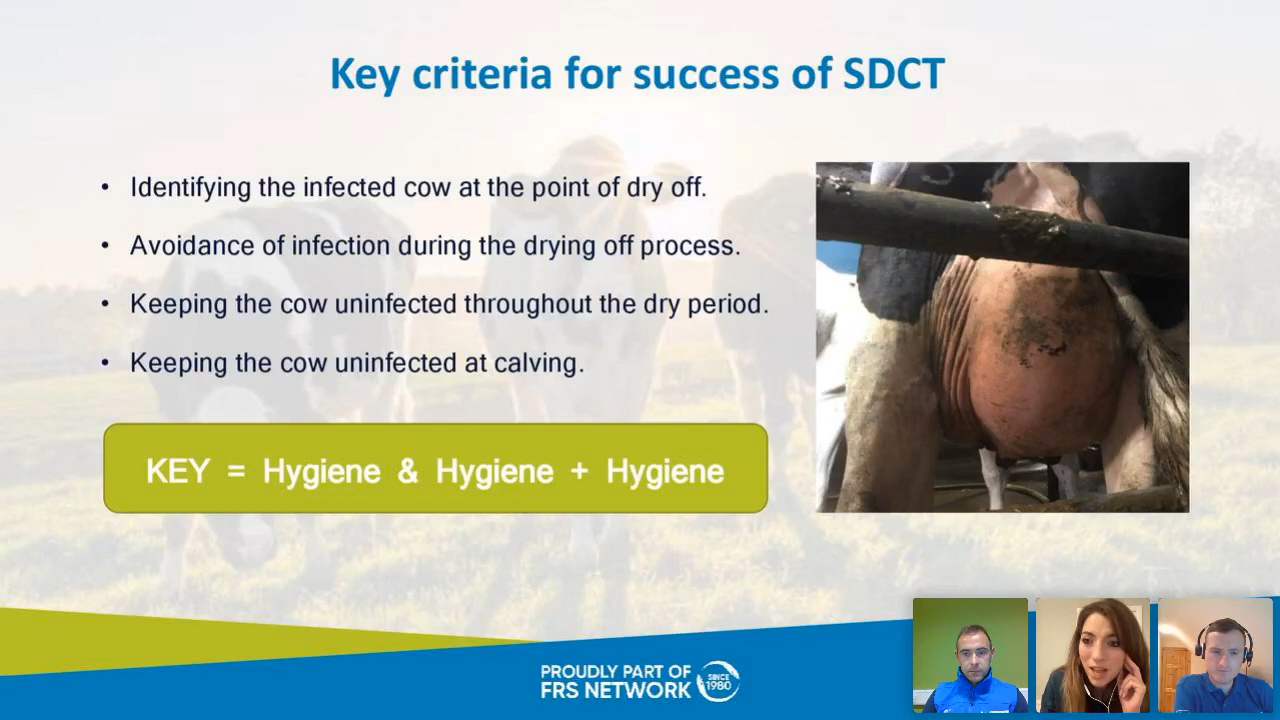 Key criteria for success of SDCT
• Identifying the infected cow at the point of dry off.
• Avoidance of infection during the drying off process.
• Keeping the cow uninfected throughout the dry period.
• Keeping the cow uninfected at calving.
KEY = Hygiene & Hygiene + Hygiene
PROUDLY PART OF
FRS NETWORK
SINCE
1980